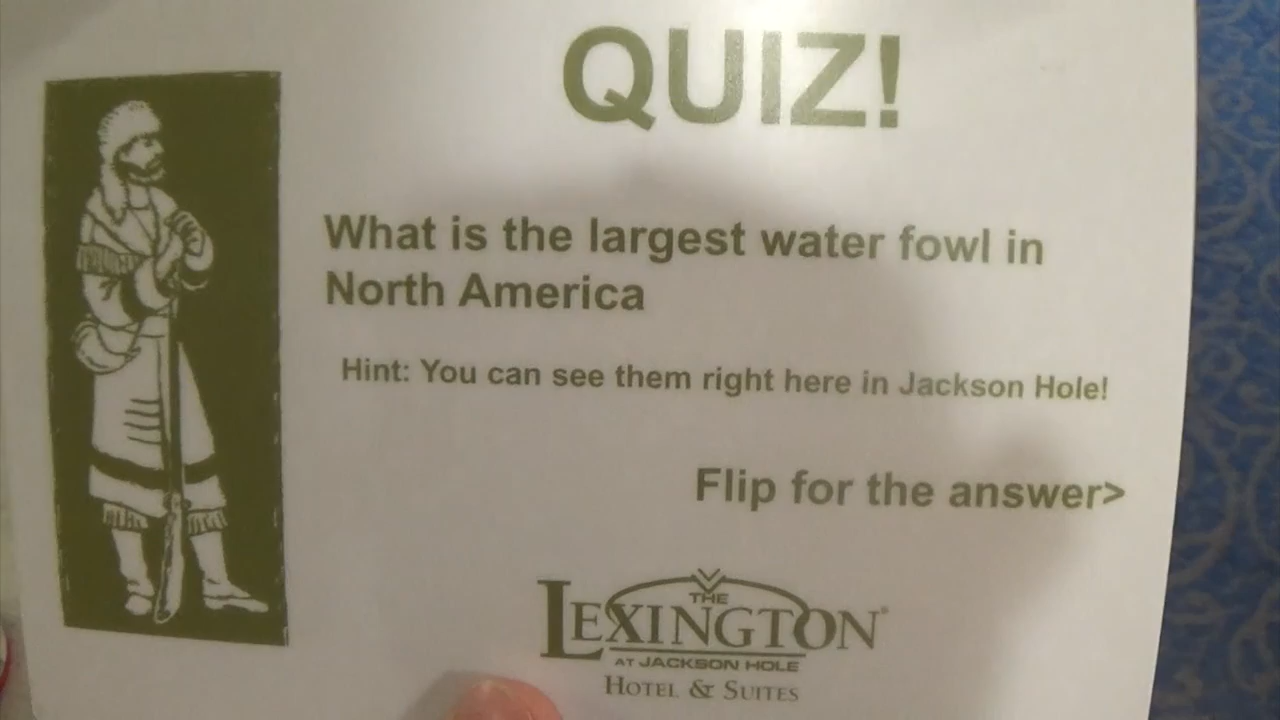 QUIZ!
What is the largest water fowl in
North America
Hint: You can see them right here in Jackson Hole!
Flip for the answer>
THE
LEXINGTON®
AT JACKSON HOLE
HOTEL & SUITES